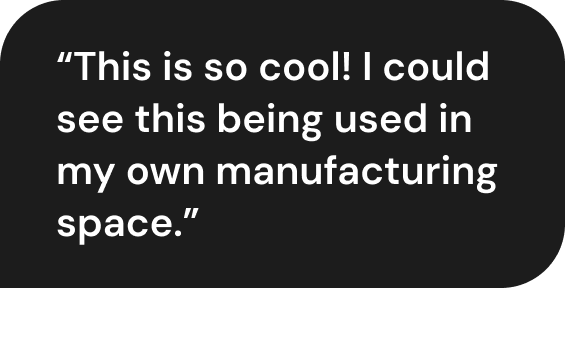 “This is so cool! I could
see this being used in
my own manufacturing
space.”